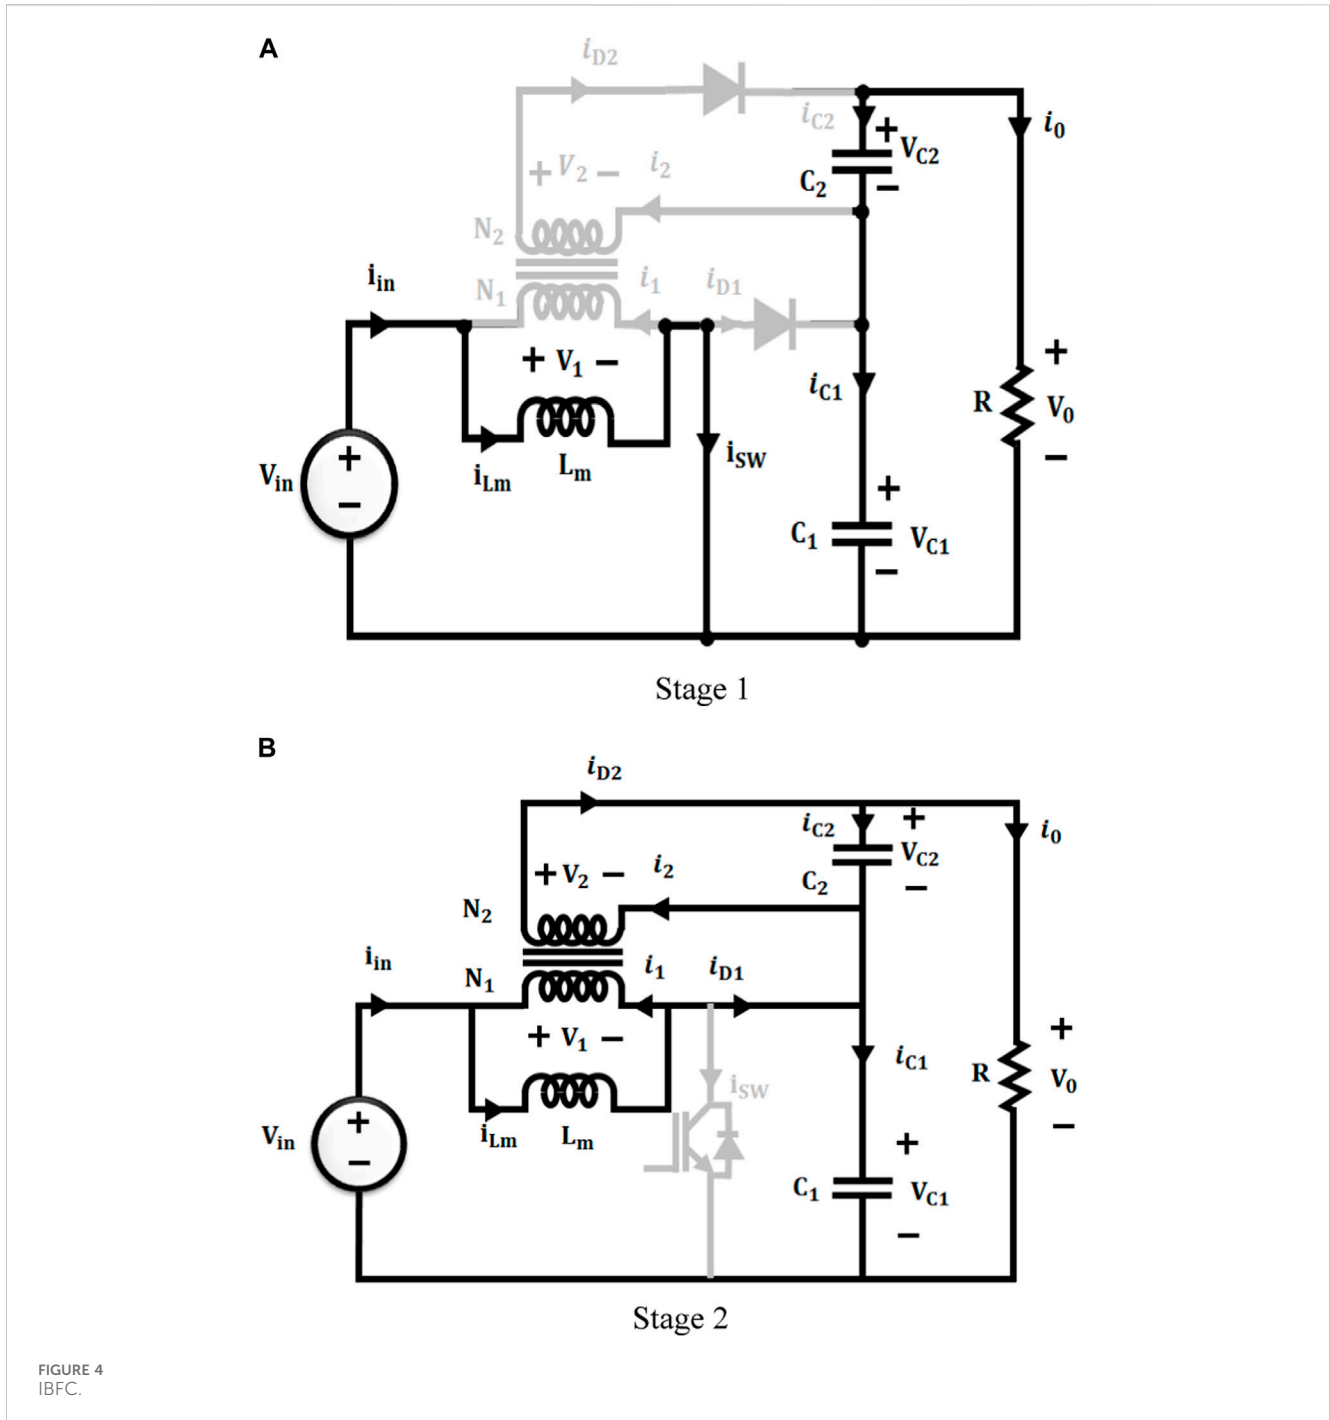 A
iD2
iC2
+
VC2
i0
+ V2 −
i2
C2
−
N2
iin
N1
i1
iD1
+ V1 −
iC1
+
R
V0
−
Vin
+
−
iLm
Lm
iSW
+
C1
VC1
−
Stage 1
B
iD2
iC2
+
i0
VC2
+ V2 −
i2
C2
−
N2
iin
N1
i1
iD1
+ V1 −
iC1
+
R
V0
−
iSW
Vin
+
−
iLm
Lm
+
C1
VC1
−
Stage 2
FIGURE 4
IBFC.